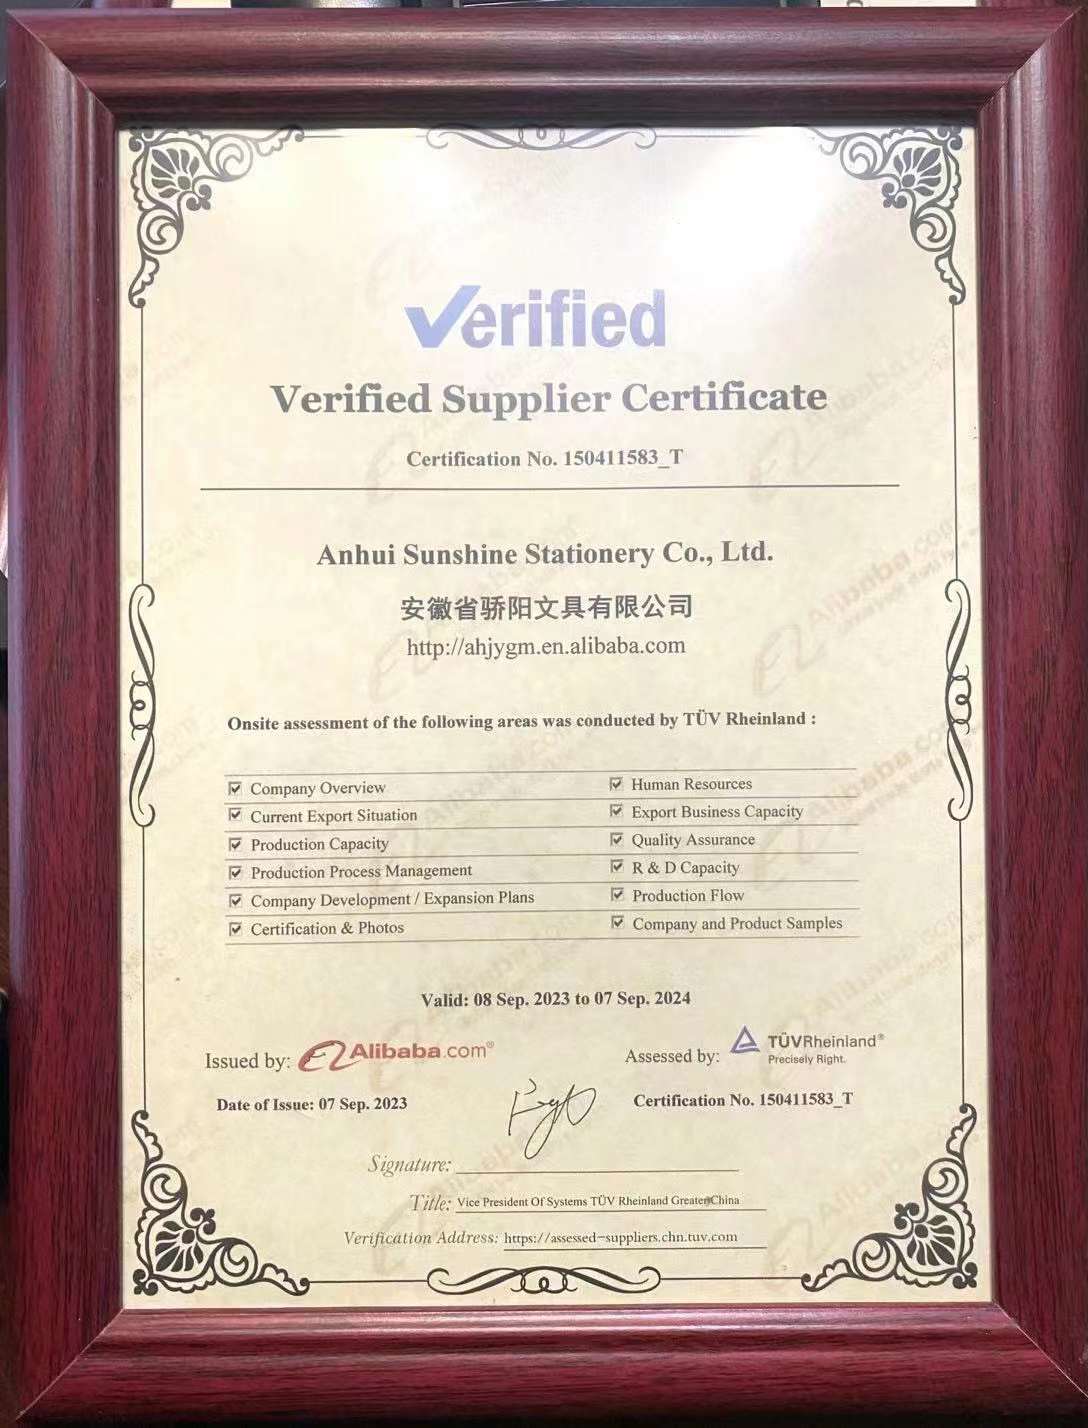 Verified
Verified Supplier Certificate
Certification No. 150411583_T
Anhui Sunshine Stationery Co., Ltd.
安徽省骄阳文具有限公司
http://ahjygm.en.alibaba.com
Onsite assessment of the following areas was conducted by TÜV Rheinland :
Company Overview
Human Resources
Current Export Situation
Export Business Capacity
Production Capacity
Quality Assurance
Production Process Management
R & D Capacity
Company Development / Expansion Plans
Production Flow
Certification & Photos
Company and Product Samples
Valid: 08 Sep. 2023 to 07 Sep. 2024
Issued by: Alibaba.com®
Assessed by: TÜVRheinland®
Precisely Right.
Date of Issue: 07 Sep. 2023
Certification No. 150411583_T
Signature:
Title: Vice President Of Systems TÜV Rheinland Greater China
Verification Address: https://assessed-suppliers.chn.tuv.com